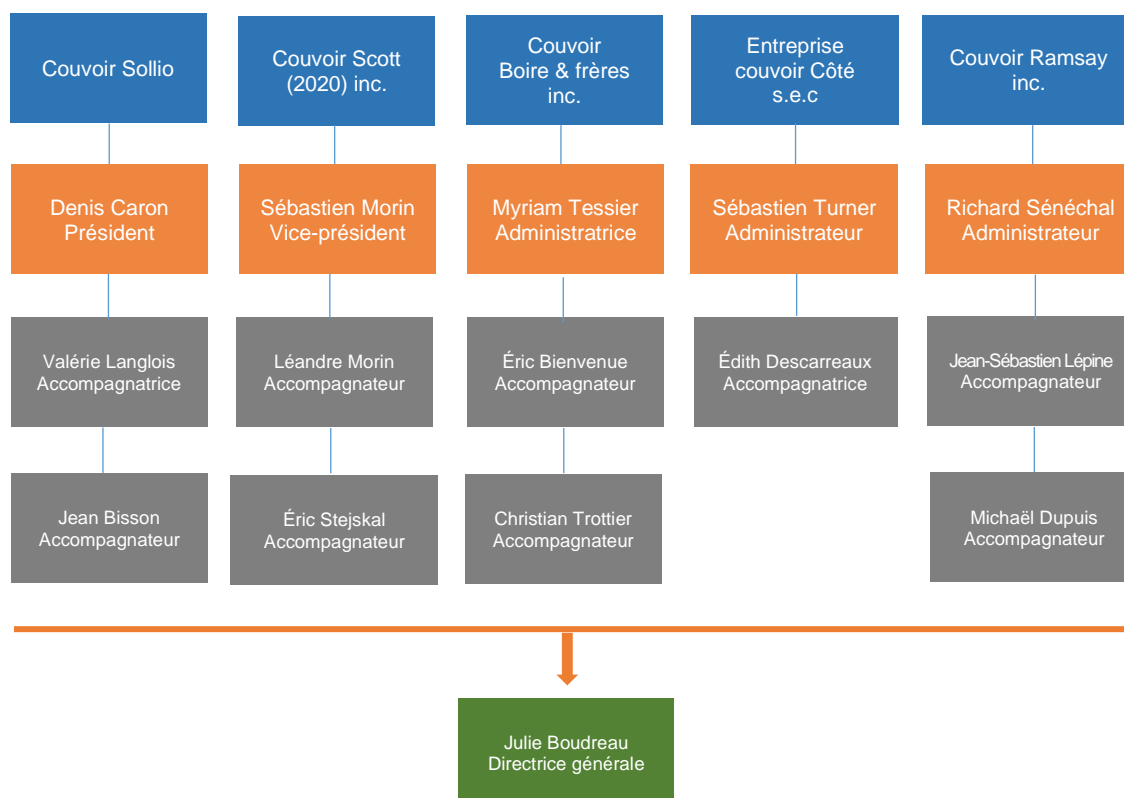 Couvoir Sollio
Couvoir Scott
(2020) inc.
Couvoir
Boire & frères
inc.
Entreprise
couvoir Côté
s.e.c
Couvoir Ramsay
inc.
Denis Caron
Président
Sébastien Morin
Vice-président
Myriam Tessier
Administratrice
Sébastien Turner
Administrateur
Richard Sénéchal
Administrateur
Valérie Langlois
Accompagnatrice
Léandre Morin
Accompagnateur
Éric Bienvenue
Accompagnateur
Édith Descarreaux
Accompagnatrice
Jean-Sébastien Lépine
Accompagnateur
Jean Bisson
Accompagnateur
Éric Stejskal
Accompagnateur
Christian Trottier
Accompagnateur
Michaël Dupuis
Accompagnateur
Julie Boudreau
Directrice générale